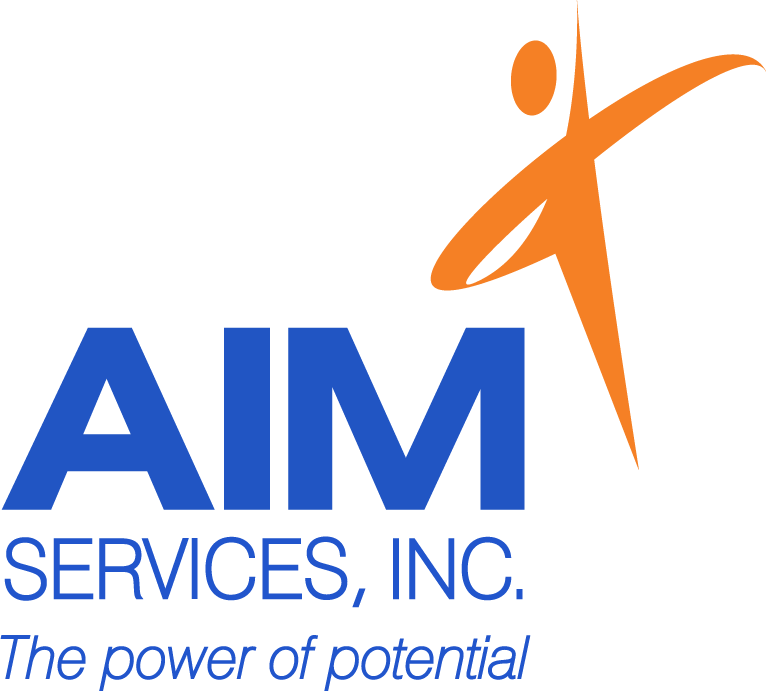 AIM
SERVICES, INC.
The power of potential